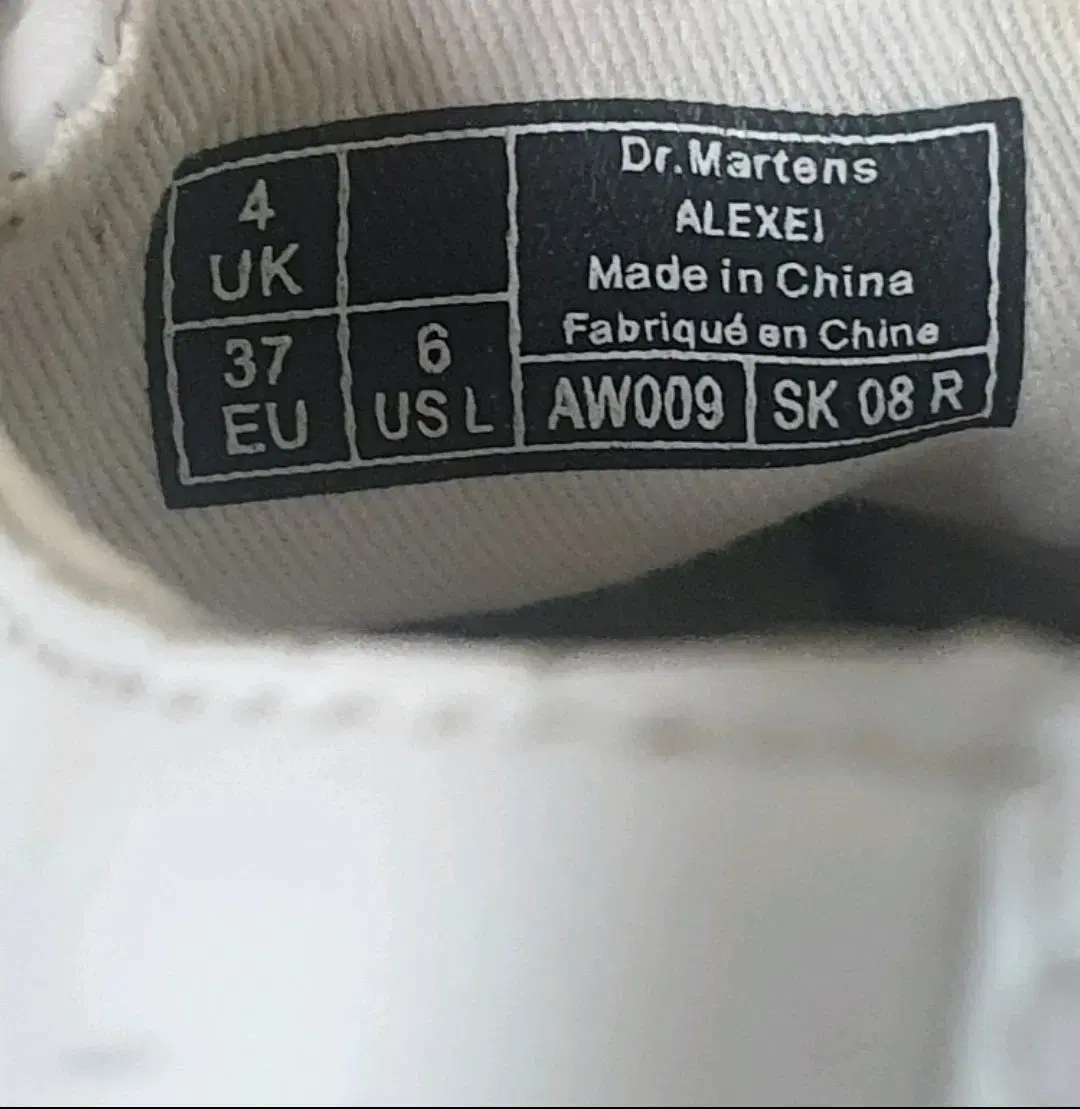 4
UK
37
EU
6
US L
Dr.Martens
ALEXEI
Made in China
Fabriqué en Chine
AW009
SK 08 R